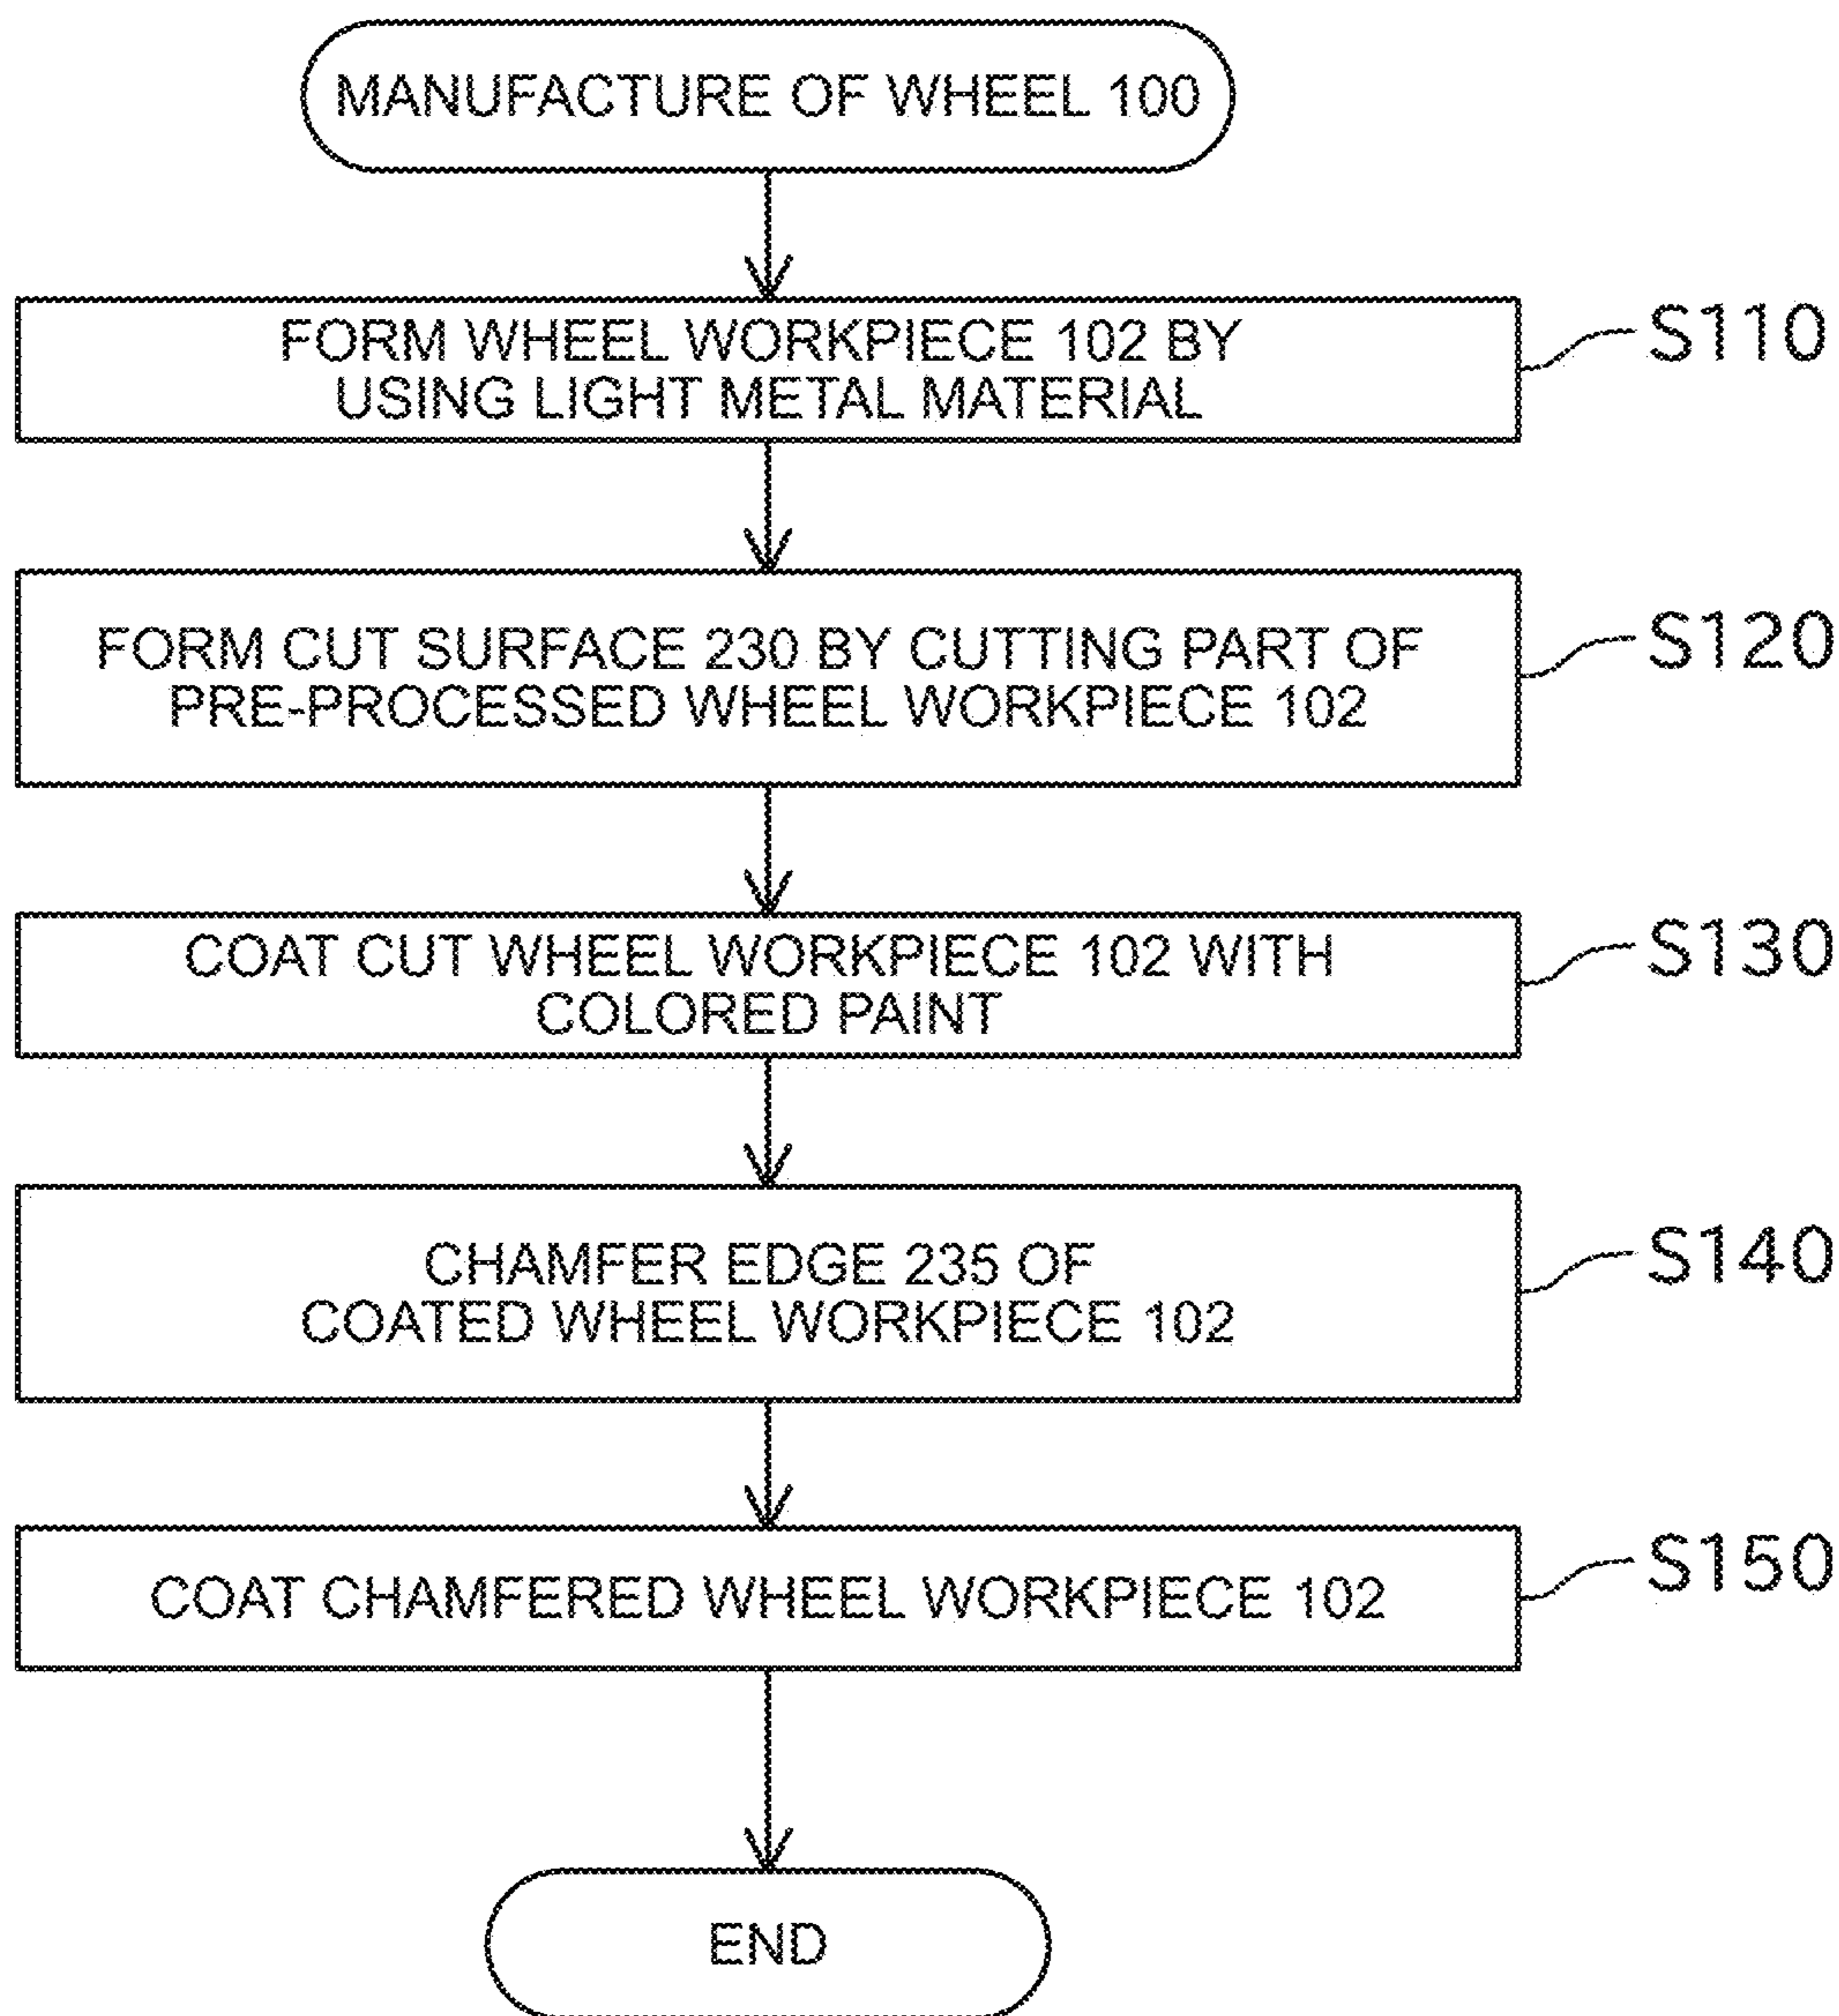 MANUFACTURE OF WHEEL 100
FORM WHEEL WORKPIECE 102 BY
USING LIGHT METAL MATERIAL
S110
FORM CUT SURFACE 230 BY CUTTING PART OF
PRE-PROCESSED WHEEL WORKPIECE 102
S120
COAT CUT WHEEL WORKPIECE 102 WITH
COLORED PAINT
S130
CHAMFER EDGE 235 OF
COATED WHEEL WORKPIECE 102
S140
COAT CHAMFERED WHEEL WORKPIECE 102
S150
END